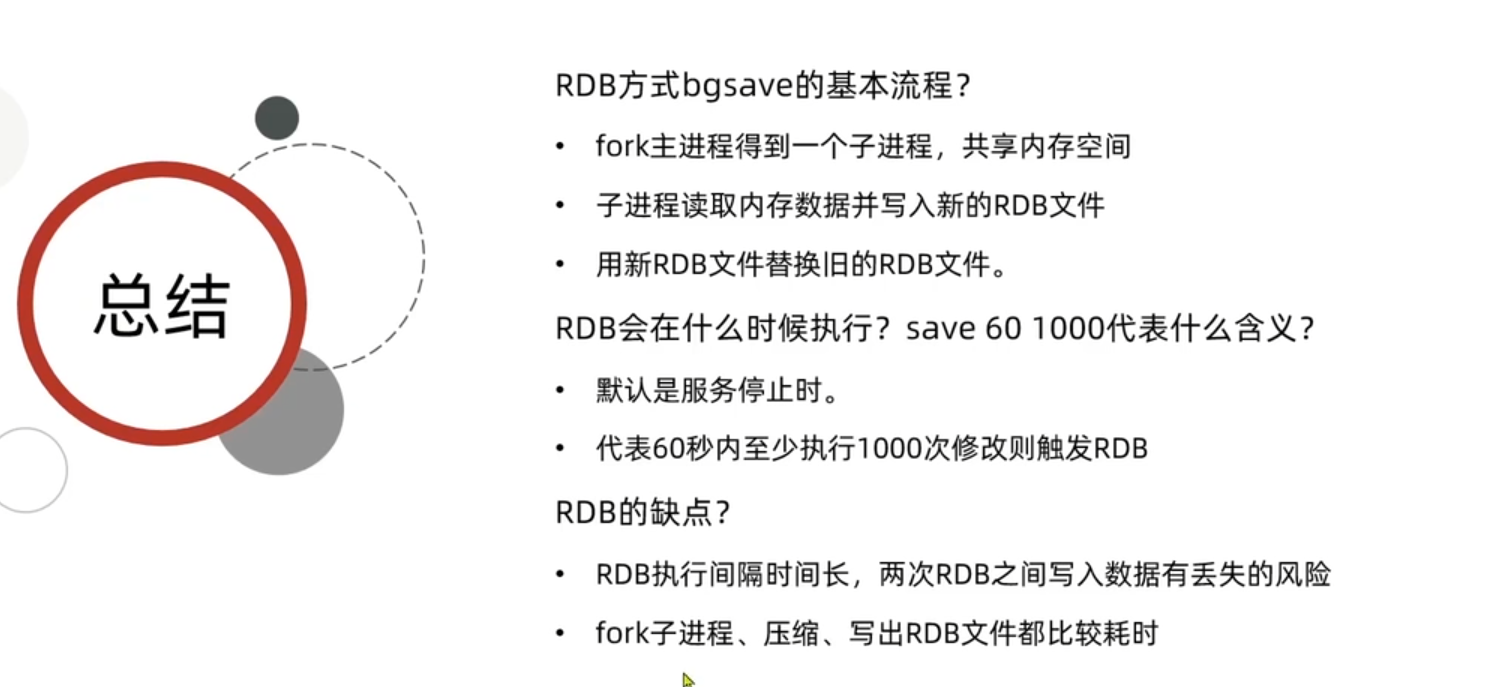 总结
RDB方式bgsave的基本流程？
• fork主进程得到一个子进程，共享内存空间
• 子进程读取内存数据并写入新的RDB文件
• 用新RDB文件替换旧的RDB文件。
RDB会在什么时候执行？save 60 1000代表什么含义？
• 默认是服务停止时。
• 代表60秒内至少执行1000次修改则触发RDB
RDB的缺点？
• RDB执行间隔时间长，两次RDB之间写入数据有丢失的风险
• fork子进程、压缩、写出RDB文件都比较耗时